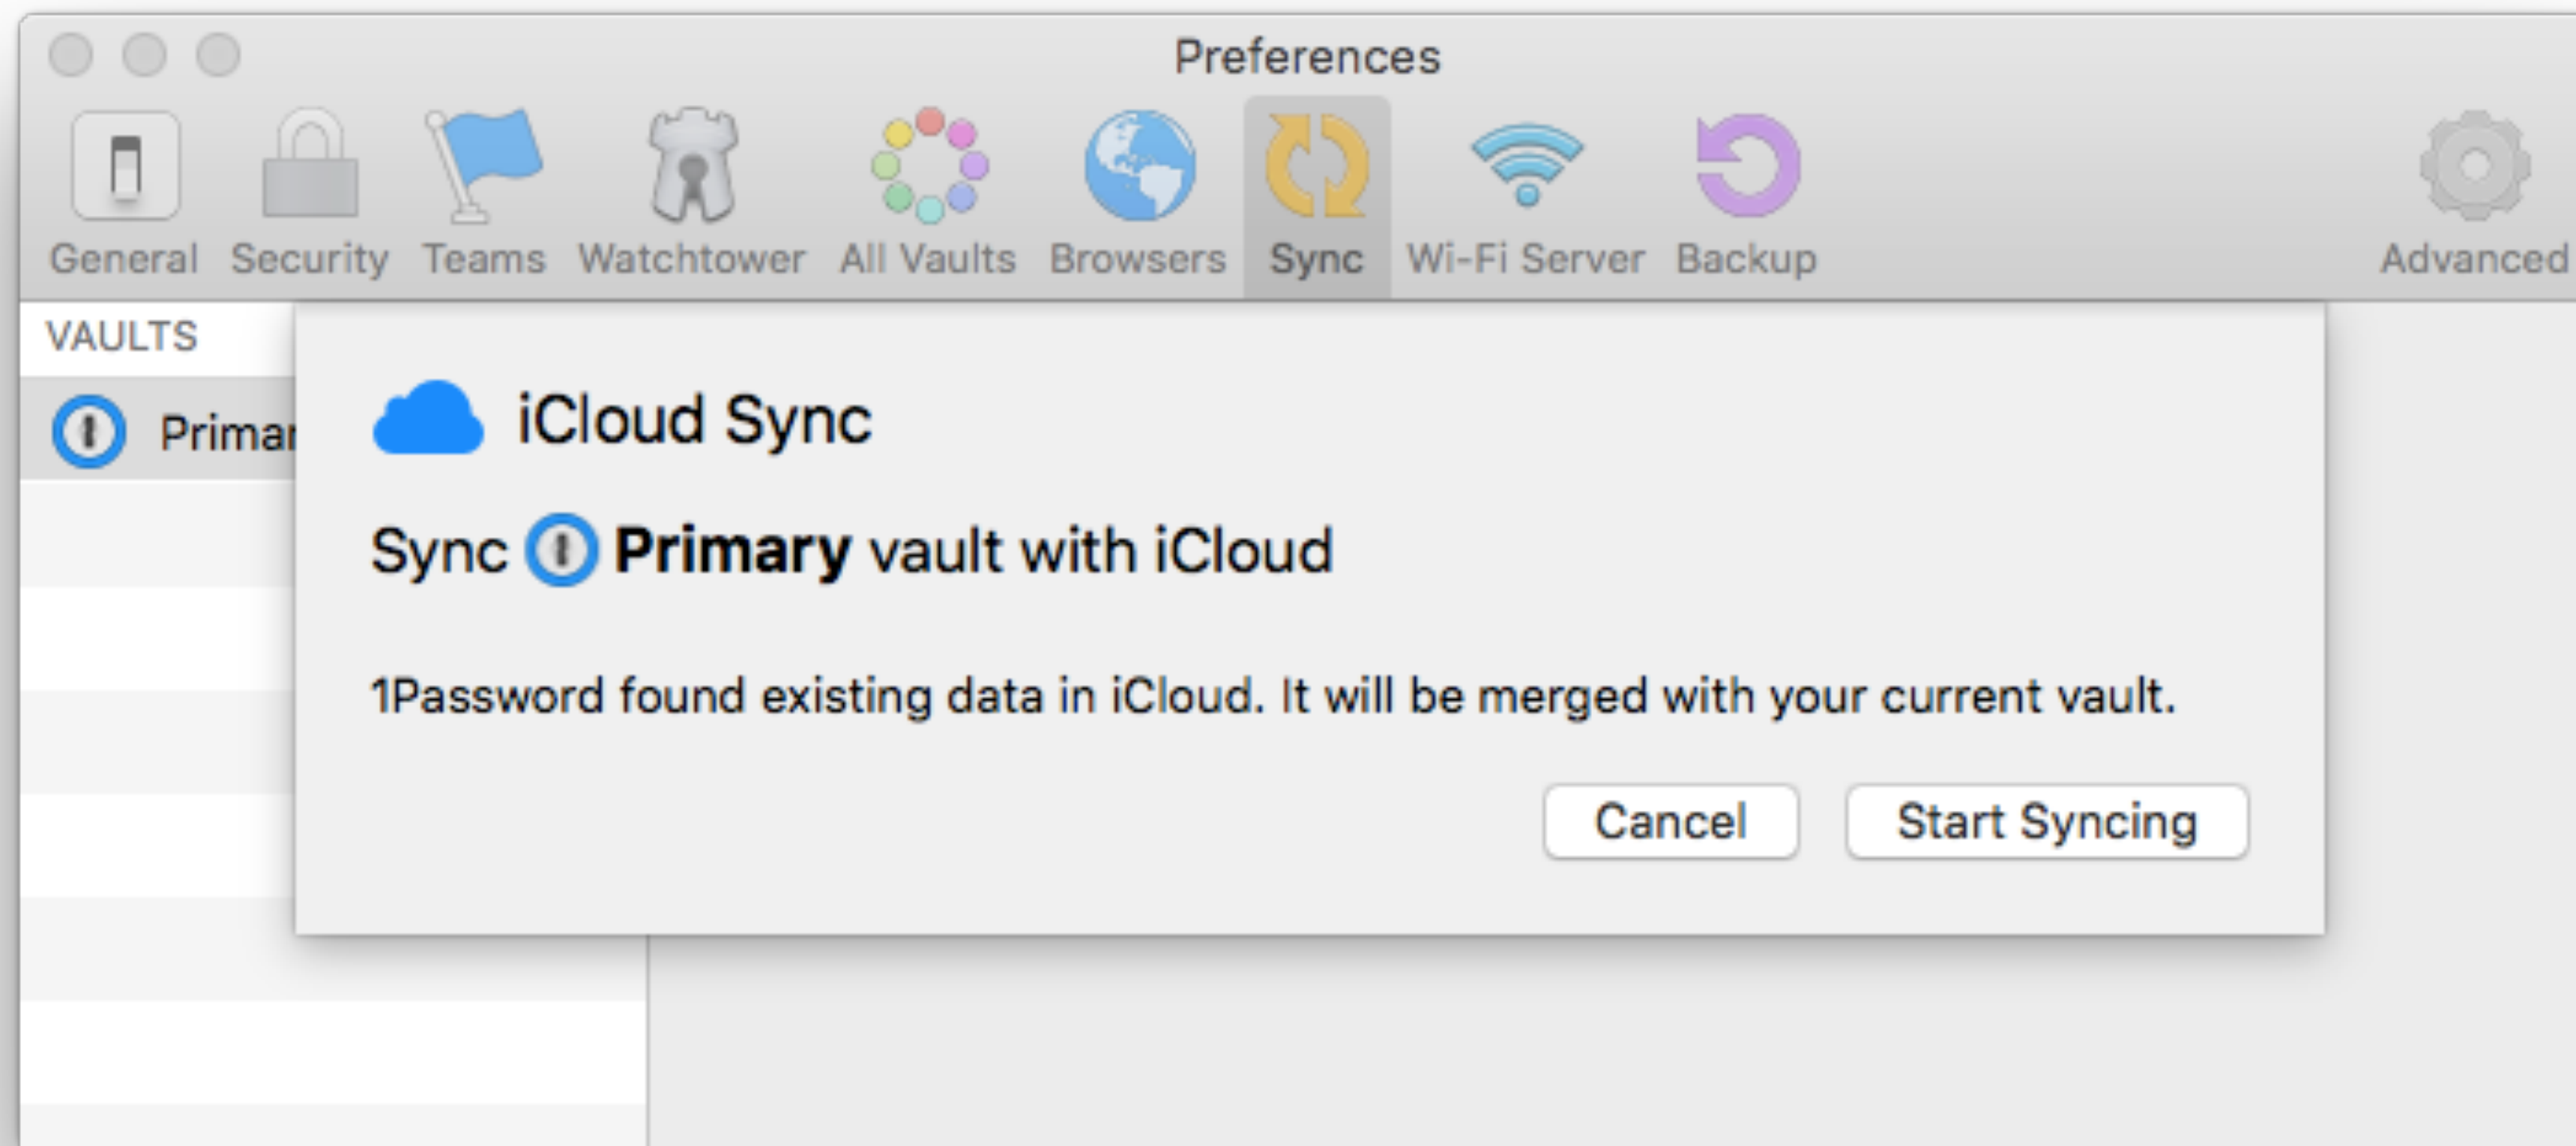 Preferences
General Security Teams Watchtower All Vaults Browsers Sync Wi-Fi Server Backup Advanced
VAULTS
Primar
iCloud Sync
Sync Primary vault with iCloud
1Password found existing data in iCloud. It will be merged with your current vault.
Cancel Start Syncing